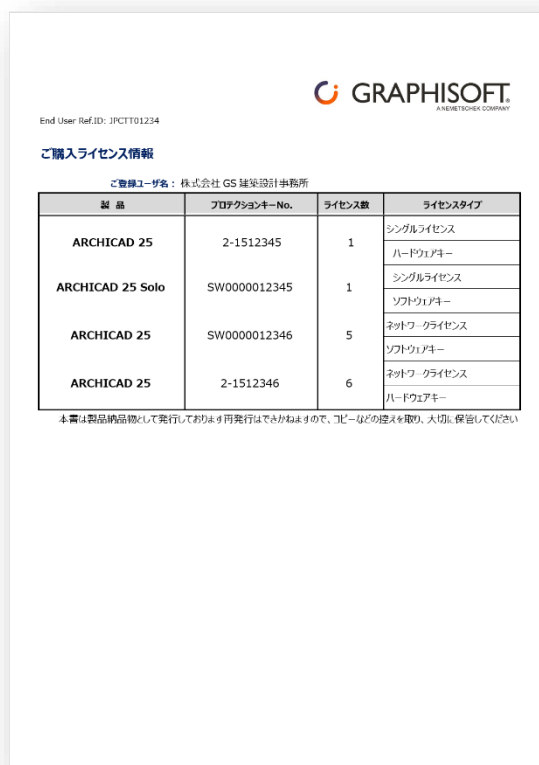 GRAPHISOFT.
A NEMETSCHEK COMPANY
End User Ref.ID: JPCTT01234
ご購入ライセンス情報
ご登録ユーザ名： 株式会社 GS 建築設計事務所
製 品 プロテクションキーNo. ライセンス数 ライセンスタイプ
ARCHICAD 25 2-1512345 1 シングルライセンス
ハードウェアキー
ARCHICAD 25 Solo SW0000012345 1 シングルライセンス
ソフトウェアキー
ARCHICAD 25 SW0000012346 5 ネットワークライセンス
ソフトウェアキー
ARCHICAD 25 2-1512346 6 ネットワークライセンス
ハードウェアキー
本書は製品納品物として発行しております再発行はできかねますので、コピーなどの控えを取り、大切に保管してください